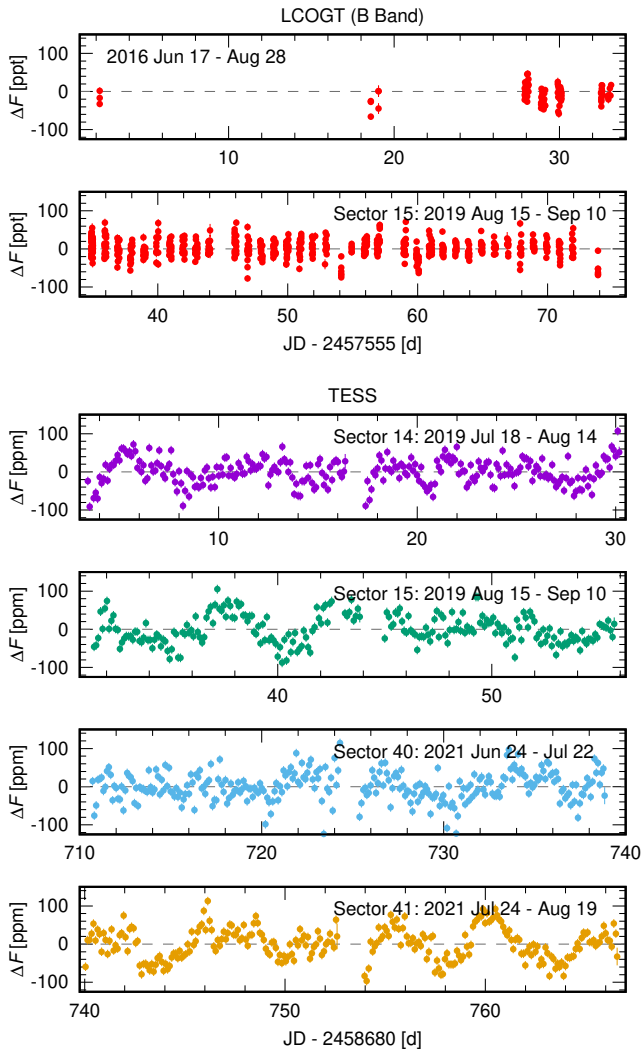 LCOGT (B Band)
2016 Jun 17 - Aug 28
ΔF [ppt]
100
0
-100
10
20
30
Sector 15: 2019 Aug 15 - Sep 10
ΔF [ppt]
100
0
-100
40
50
60
70
JD - 2457555 [d]
TESS
Sector 14: 2019 Jul 18 - Aug 14
ΔF [ppm]
100
0
-100
10
20
30
Sector 15: 2019 Aug 15 - Sep 10
ΔF [ppm]
100
0
-100
40
50
Sector 40: 2021 Jun 24 - Jul 22
ΔF [ppm]
100
0
-100
710
720
730
740
Sector 41: 2021 Jul 24 - Aug 19
ΔF [ppm]
100
0
-100
740
750
760
JD - 2458680 [d]